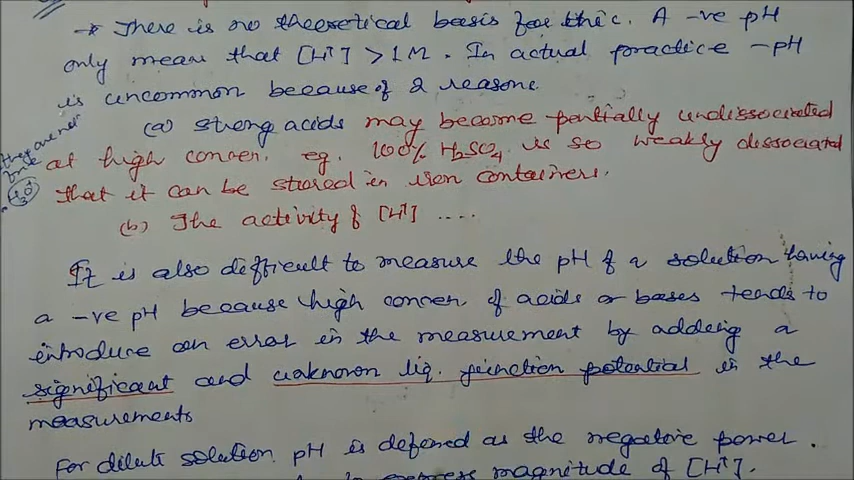 → There is no theoretical basis for this. A -ve pH
only means that [H⁺] > 1M. In actual practice -pH
is uncommon because of 2 reasons.
(a) strong acids may become partially undissociated
at high concn. eg. 100% H₂SO₄ is so weakly dissociated
that it can be stored in iron containers.
(b) The activity of [H⁺] ....
It is also difficult to measure the pH of a solution having
a -ve pH because high concn of acids or bases tends to
introduce an error in the measurement by adding a
significant and unknown liq. junction potential in the
measurements
For dilute solution pH is defined as the negative power.
express magnitude of [H⁺].